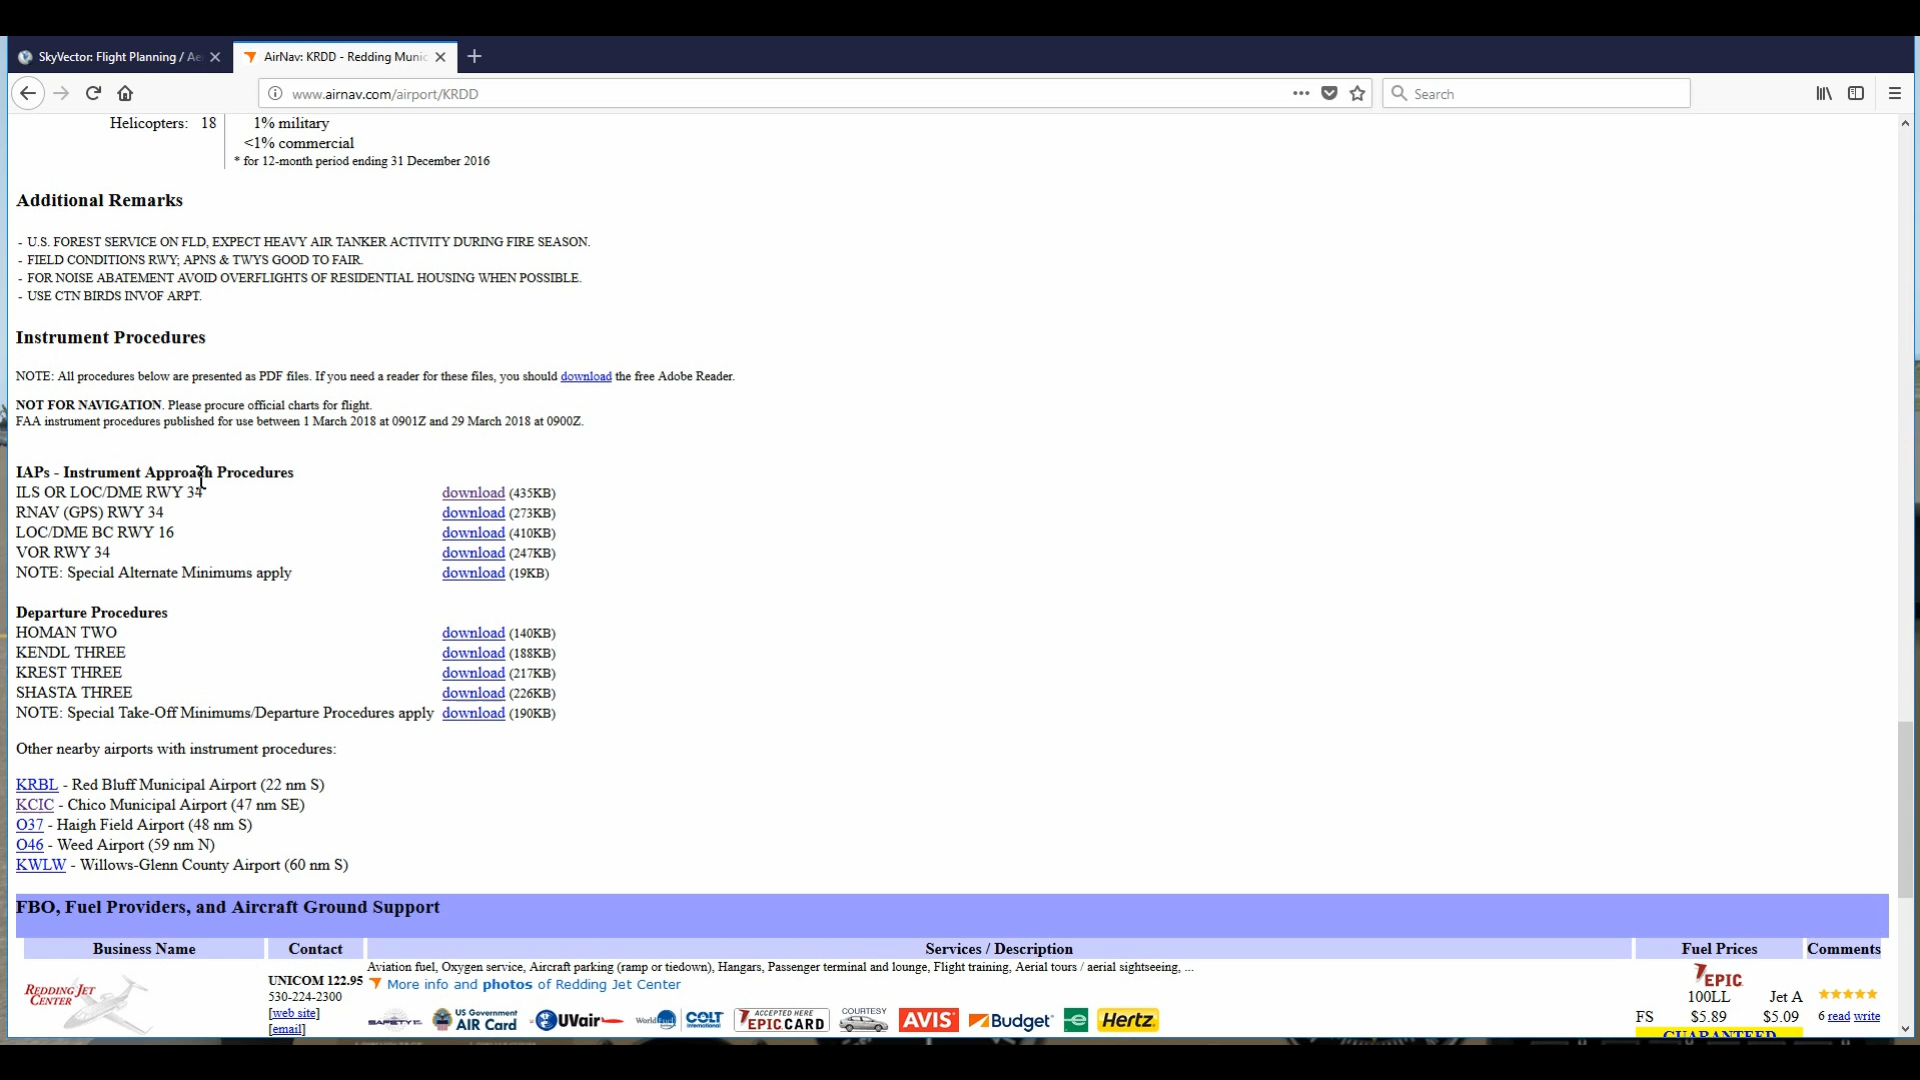 SkyVector: Flight Planning / Ae
AirNav: KRDD - Redding Munic
www.airnav.com/airport/KRDD
Search
Helicopters: 18
1% military
<1% commercial
* for 12-month period ending 31 December 2016
Additional Remarks
- U.S. FOREST SERVICE ON FLD, EXPECT HEAVY AIR TANKER ACTIVITY DURING FIRE SEASON.
- FIELD CONDITIONS RWY; APNS & TWYS GOOD TO FAIR.
- FOR NOISE ABATEMENT AVOID OVERFLIGHTS OF RESIDENTIAL HOUSING WHEN POSSIBLE.
- USE CTN BIRDS INVOF ARPT.
Instrument Procedures
NOTE: All procedures below are presented as PDF files. If you need a reader for these files, you should download the free Adobe Reader.
NOT FOR NAVIGATION. Please procure official charts for flight.
FAA instrument procedures published for use between 1 March 2018 at 0901Z and 29 March 2018 at 0900Z.
IAPs - Instrument Approach Procedures
ILS OR LOC/DME RWY 34 download (435KB)
RNAV (GPS) RWY 34 download (273KB)
LOC/DME BC RWY 16 download (410KB)
VOR RWY 34 download (247KB)
NOTE: Special Alternate Minimums apply download (19KB)
Departure Procedures
HOMAN TWO download (140KB)
KENDL THREE download (188KB)
KREST THREE download (217KB)
SHASTA THREE download (226KB)
NOTE: Special Take-Off Minimums/Departure Procedures apply download (190KB)
Other nearby airports with instrument procedures:
KRBL - Red Bluff Municipal Airport (22 nm S)
KCIC - Chico Municipal Airport (47 nm SE)
O37 - Haigh Field Airport (48 nm S)
O46 - Weed Airport (59 nm N)
KWLW - Willows-Glenn County Airport (60 nm S)
FBO, Fuel Providers, and Aircraft Ground Support
Business Name Contact Services / Description Fuel Prices Comments
REDDING JET CENTER
UNICOM 122.95
530-224-2300
[web site]
[email]
Aviation fuel, Oxygen service, Aircraft parking (ramp or tiedown), Hangars, Passenger terminal and lounge, Flight training, Aerial tours / aerial sightseeing, ...
More info and photos of Redding Jet Center
US Government AIR Card
UVair
COLT International
ACCEPTED HERE EPIC CARD
COURTESY
AVIS
Budget
Hertz
EPIC
100LL Jet A
FS $5.89 $5.09
GUARANTEED
6 read write